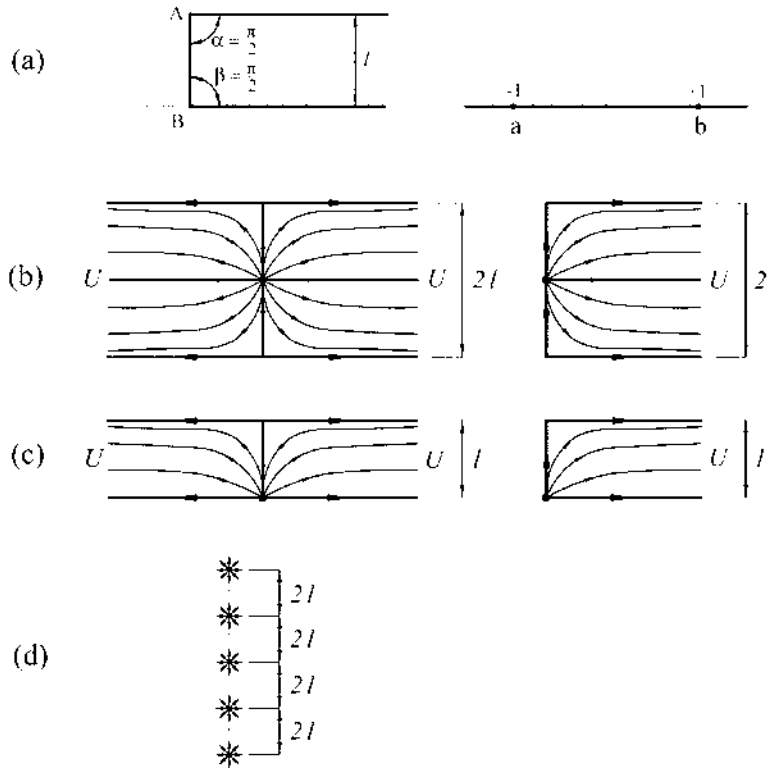 (a)
A
α = π/2
β = π/2
B
l
-1
a
·1
b
(b)
U
U
2l
U
2
(c)
U
U
l
U
l
(d)
2l
2l
2l
2l